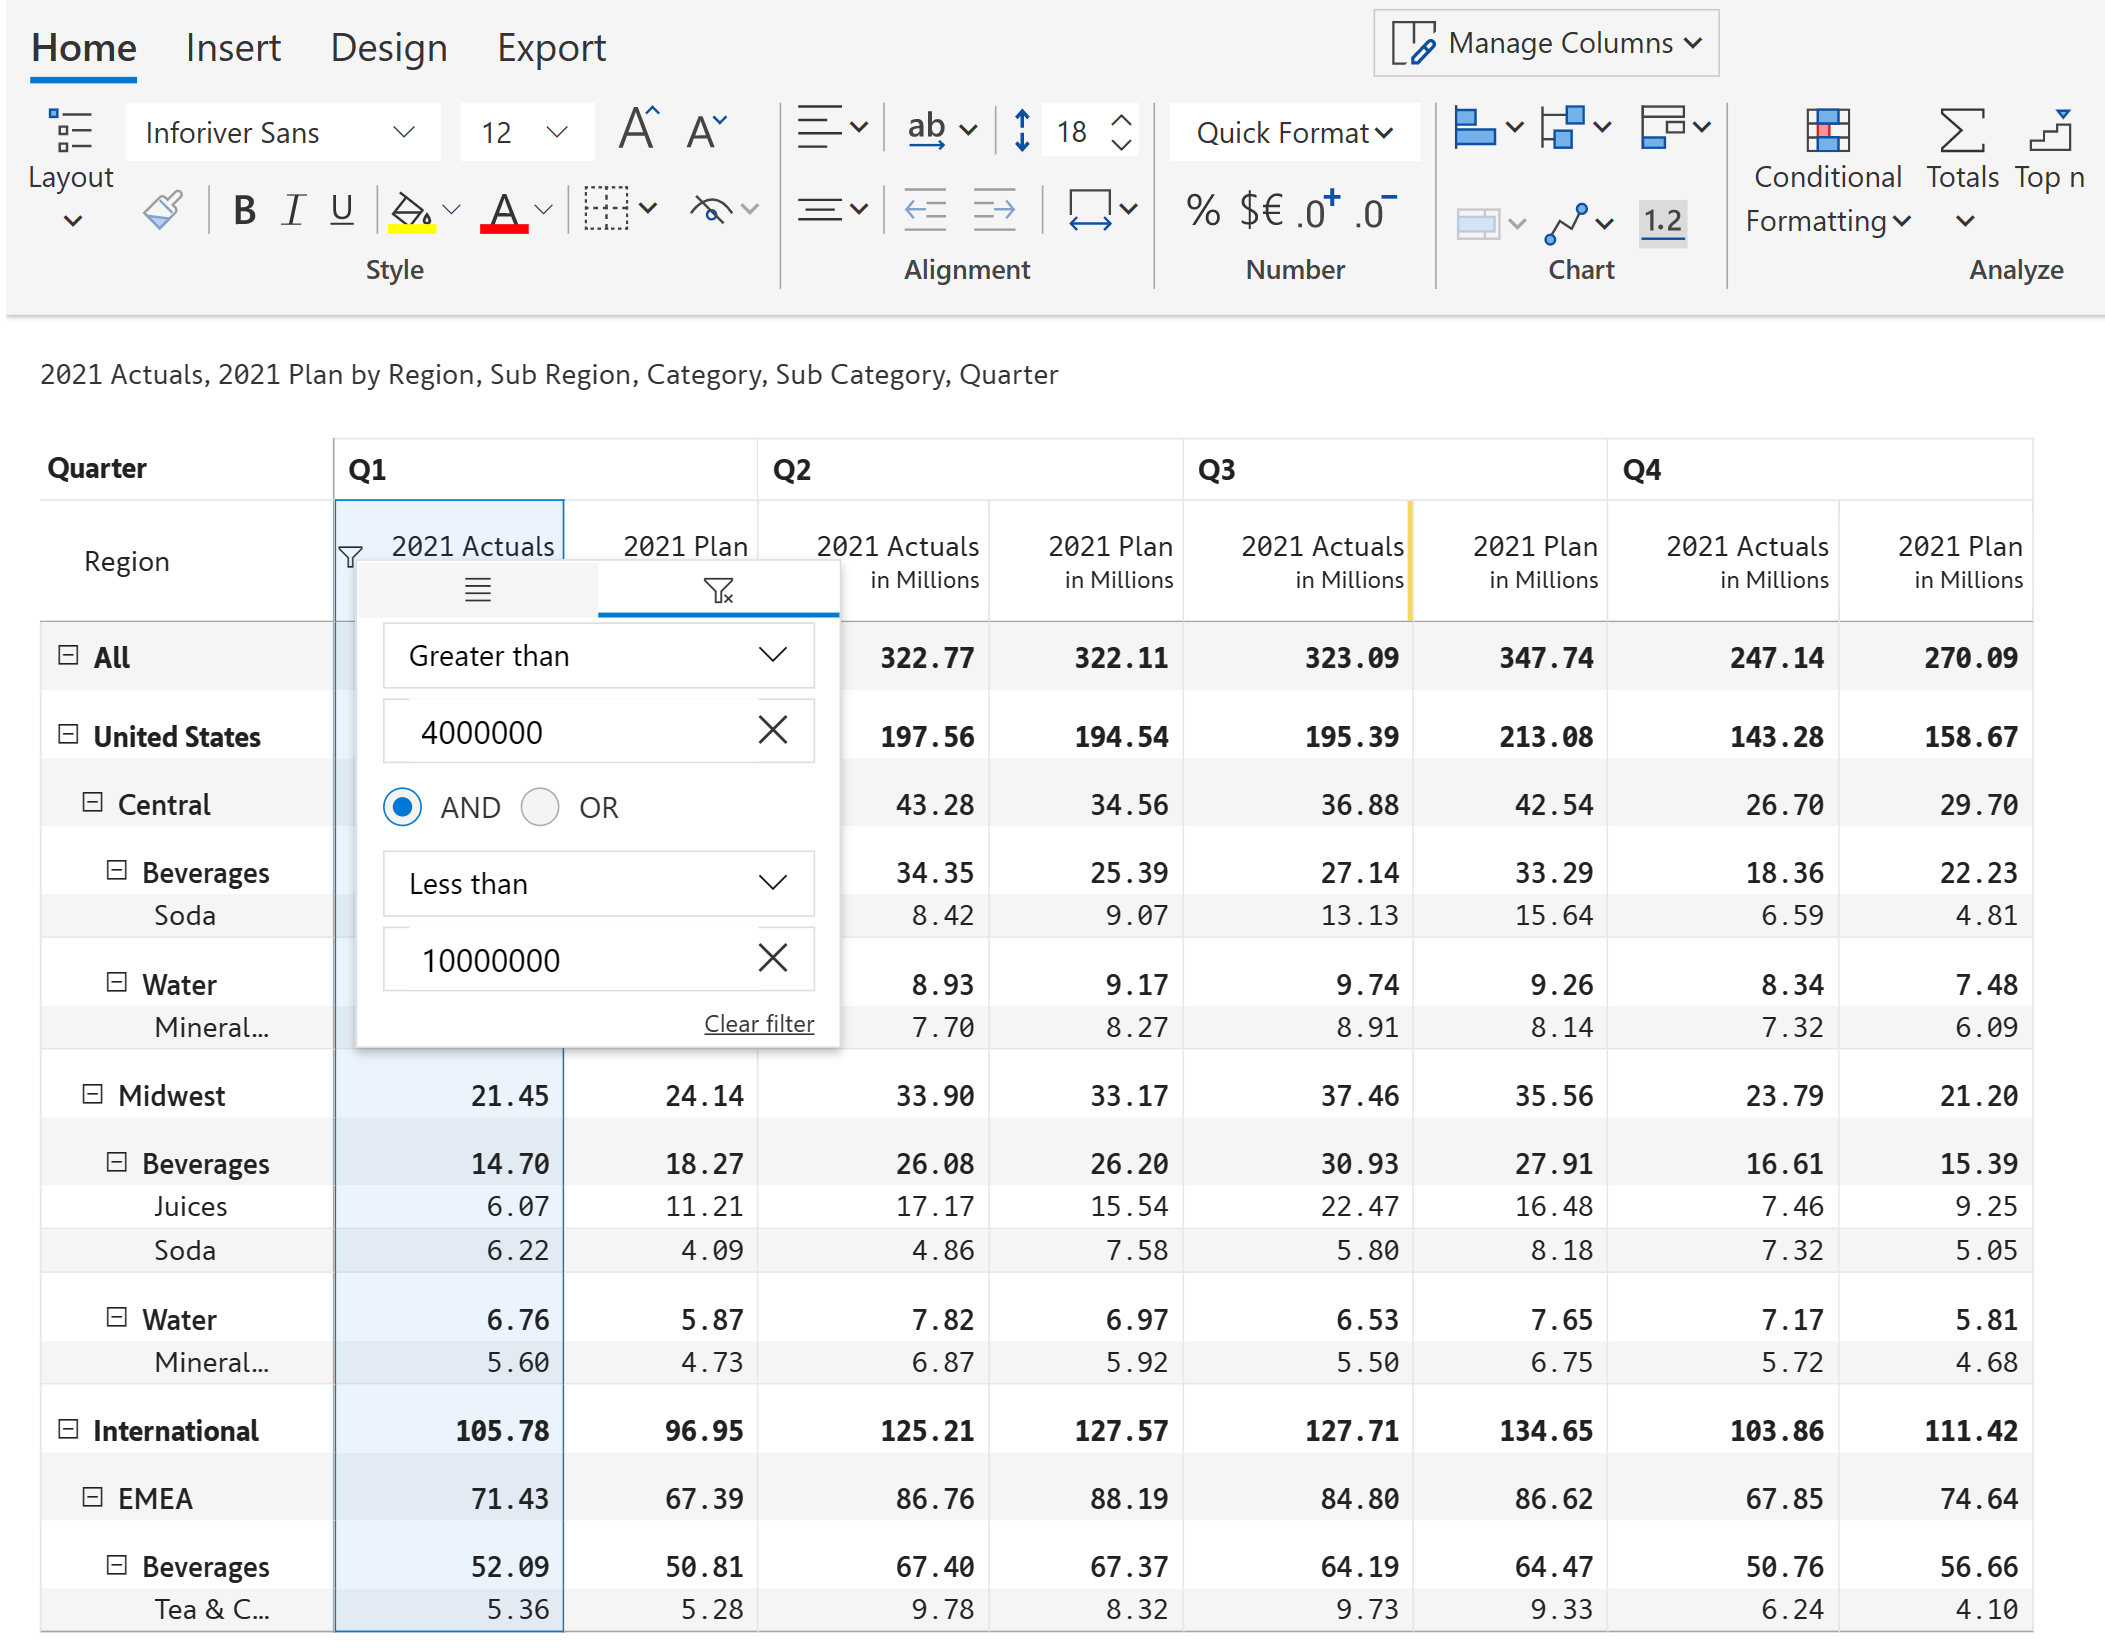 Home Insert Design Export Manage Columns
Layout Inforiver Sans 12 A A ab 18 Quick Format Conditional Formatting Totals Top n
B I U A % $€ .0+ .0- 1.2
Style Alignment Number Chart Analyze
2021 Actuals, 2021 Plan by Region, Sub Region, Category, Sub Category, Quarter
Quarter Q1 Q2 Q3 Q4
Region 2021 Actuals 2021 Plan 2021 Actuals in Millions 2021 Plan in Millions 2021 Actuals in Millions 2021 Plan in Millions 2021 Actuals in Millions 2021 Plan in Millions
Greater than
4000000
AND OR
Less than
10000000
Clear filter
All 322.77 322.11 323.09 347.74 247.14 270.09
United States 197.56 194.54 195.39 213.08 143.28 158.67
Central 43.28 34.56 36.88 42.54 26.70 29.70
Beverages 34.35 25.39 27.14 33.29 18.36 22.23
Soda 8.42 9.07 13.13 15.64 6.59 4.81
Water 8.93 9.17 9.74 9.26 8.34 7.48
Mineral... 7.70 8.27 8.91 8.14 7.32 6.09
Midwest 21.45 24.14 33.90 33.17 37.46 35.56 23.79 21.20
Beverages 14.70 18.27 26.08 26.20 30.93 27.91 16.61 15.39
Juices 6.07 11.21 17.17 15.54 22.47 16.48 7.46 9.25
Soda 6.22 4.09 4.86 7.58 5.80 8.18 7.32 5.05
Water 6.76 5.87 7.82 6.97 6.53 7.65 7.17 5.81
Mineral... 5.60 4.73 6.87 5.92 5.50 6.75 5.72 4.68
International 105.78 96.95 125.21 127.57 127.71 134.65 103.86 111.42
EMEA 71.43 67.39 86.76 88.19 84.80 86.62 67.85 74.64
Beverages 52.09 50.81 67.40 67.37 64.19 64.47 50.76 56.66
Tea & C... 5.36 5.28 9.78 8.32 9.73 9.33 6.24 4.10